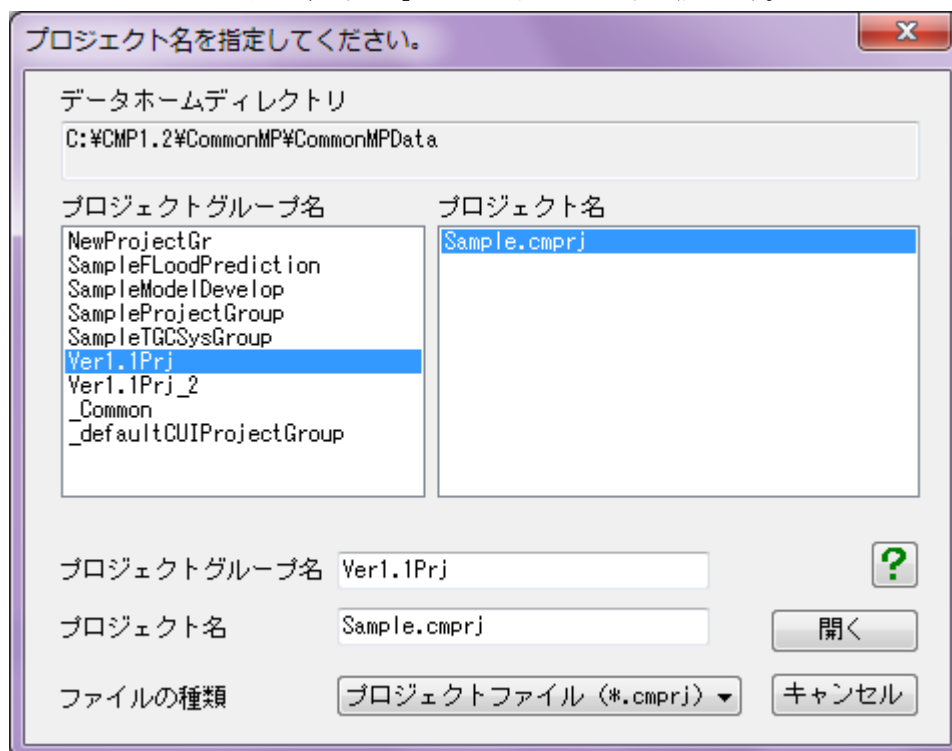 プロジェクト名を指定してください。
データホームディレクトリ
C:¥CMP1.2¥CommonMP¥CommonMPData
プロジェクトグループ名
プロジェクト名
NewProjectGr
SampleFLoodPrediction
SampleModelDevelop
SampleProjectGroup
SampleTGCSysGroup
Ver1.1Prj
Ver1.1Prj_2
_Common
_defaultCUIProjectGroup
Sample.cmprj
プロジェクトグループ名 Ver1.1Prj
?
プロジェクト名 Sample.cmprj
開く
ファイルの種類 プロジェクトファイル (*.cmprj)
キャンセル